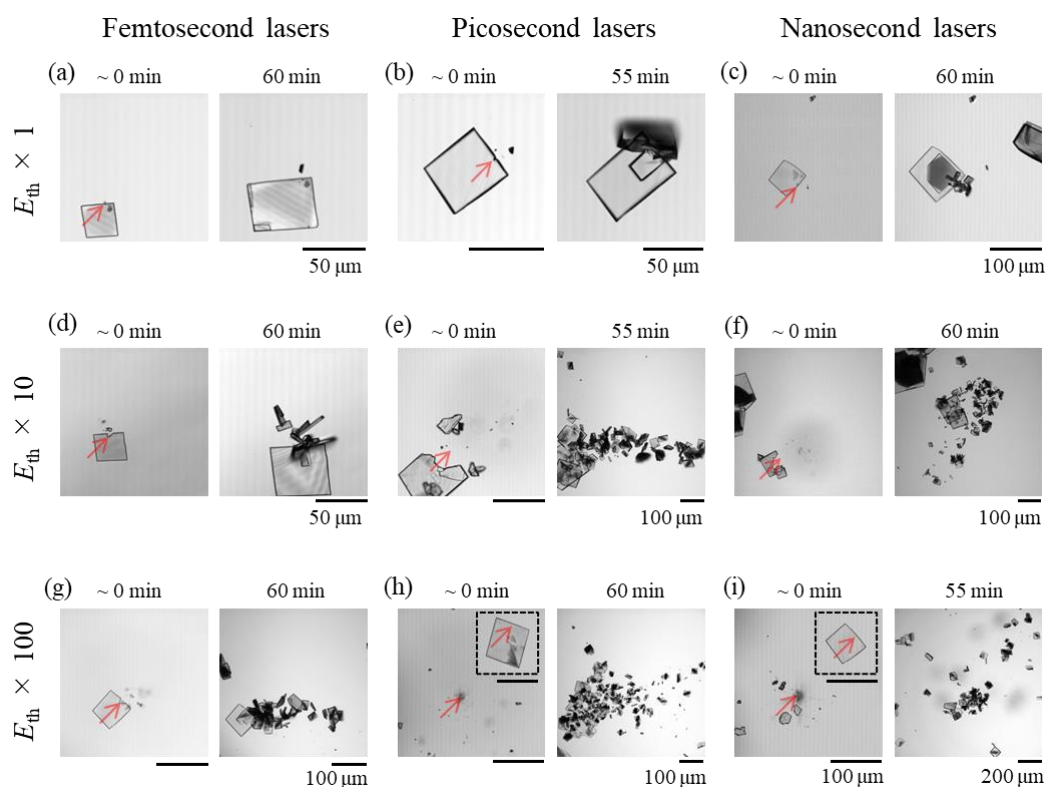 Femtosecond lasers Picosecond lasers Nanosecond lasers
(a) ~ 0 min 60 min (b) ~ 0 min 55 min (c) ~ 0 min 60 min
E_th × 1
50 μm 50 μm 100 μm
(d) ~ 0 min 60 min (e) ~ 0 min 55 min (f) ~ 0 min 60 min
E_th × 10
50 μm 100 μm 100 μm
(g) ~ 0 min 60 min (h) ~ 0 min 60 min (i) ~ 0 min 55 min
E_th × 100
100 μm 100 μm 100 μm 200 μm